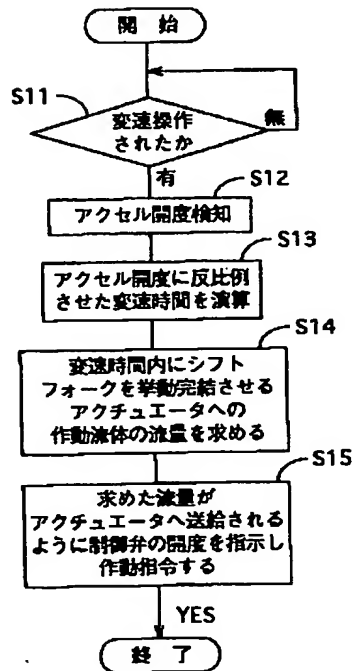 開 始
S11
変速操作
されたか
無
有
S12
アクセル開度検知
S13
アクセル開度に反比例
させた変速時間を演算
S14
変速時間内にシフト
フォークを挙動完結させる
アクチュエータへの
作動流体の流量を求める
S15
求めた流量が
アクチュエータへ送給される
ように制御弁の開度を指示し
作動指令する
YES
終 了